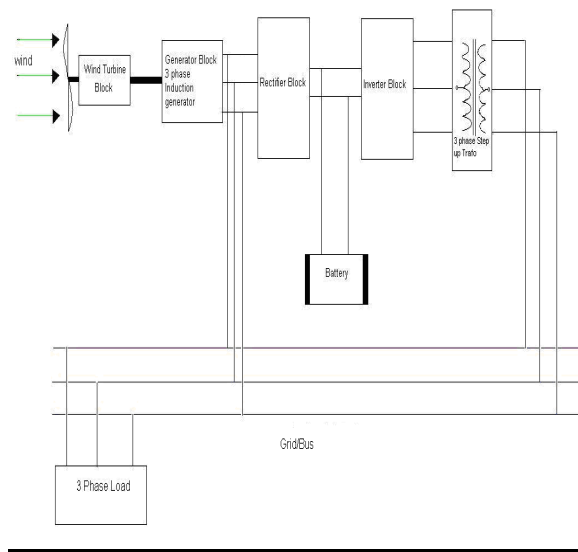 wind
Wind Turbine
Block
Generator Block
3 phase
Induction
generator
Rectifier Block
Inverter Block
3 phase Step
up Trafo
Battery
Grid/Bus
3 Phase Load